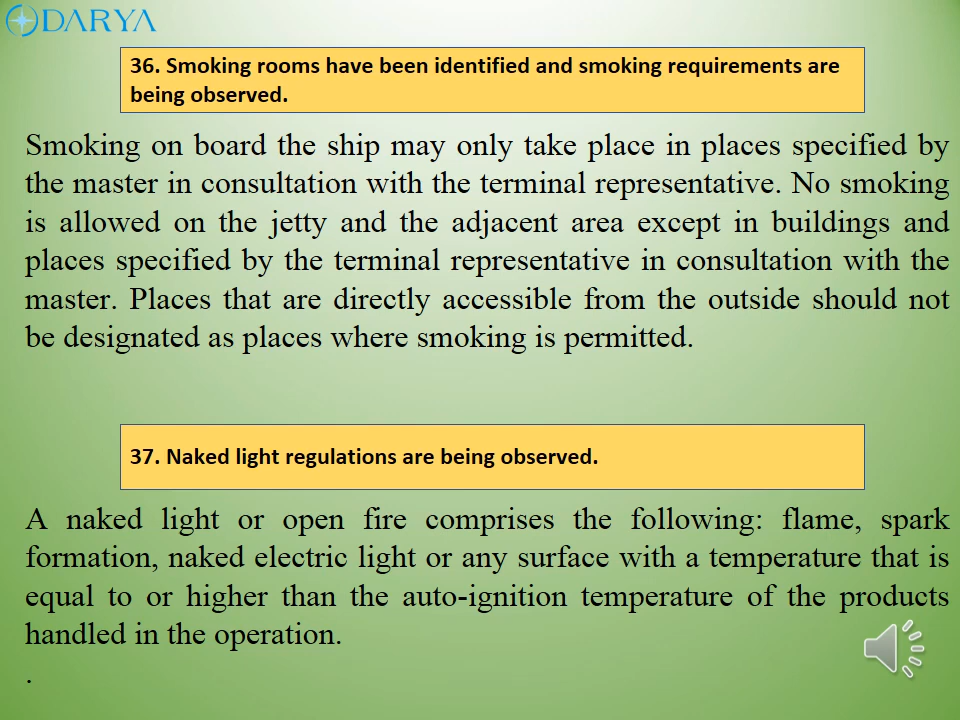 DARYA
36. Smoking rooms have been identified and smoking requirements are
being observed.
Smoking on board the ship may only take place in places specified by
the master in consultation with the terminal representative. No smoking
is allowed on the jetty and the adjacent area except in buildings and
places specified by the terminal representative in consultation with the
master. Places that are directly accessible from the outside should not
be designated as places where smoking is permitted.
37. Naked light regulations are being observed.
A naked light or open fire comprises the following: flame, spark
formation, naked electric light or any surface with a temperature that is
equal to or higher than the auto-ignition temperature of the products
handled in the operation.
.